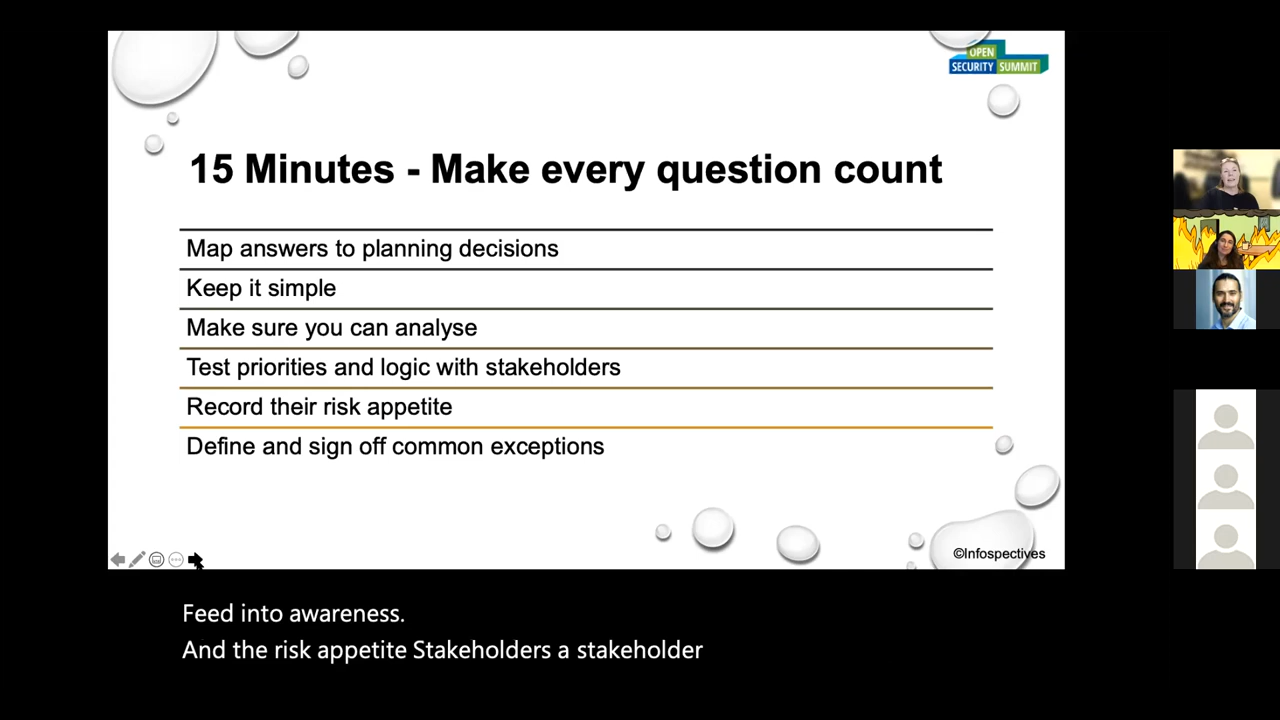 OPEN
SECURITY SUMMIT
15 Minutes - Make every question count
Map answers to planning decisions
Keep it simple
Make sure you can analyse
Test priorities and logic with stakeholders
Record their risk appetite
Define and sign off common exceptions
©Infospectives
Feed into awareness.
And the risk appetite Stakeholders a stakeholder